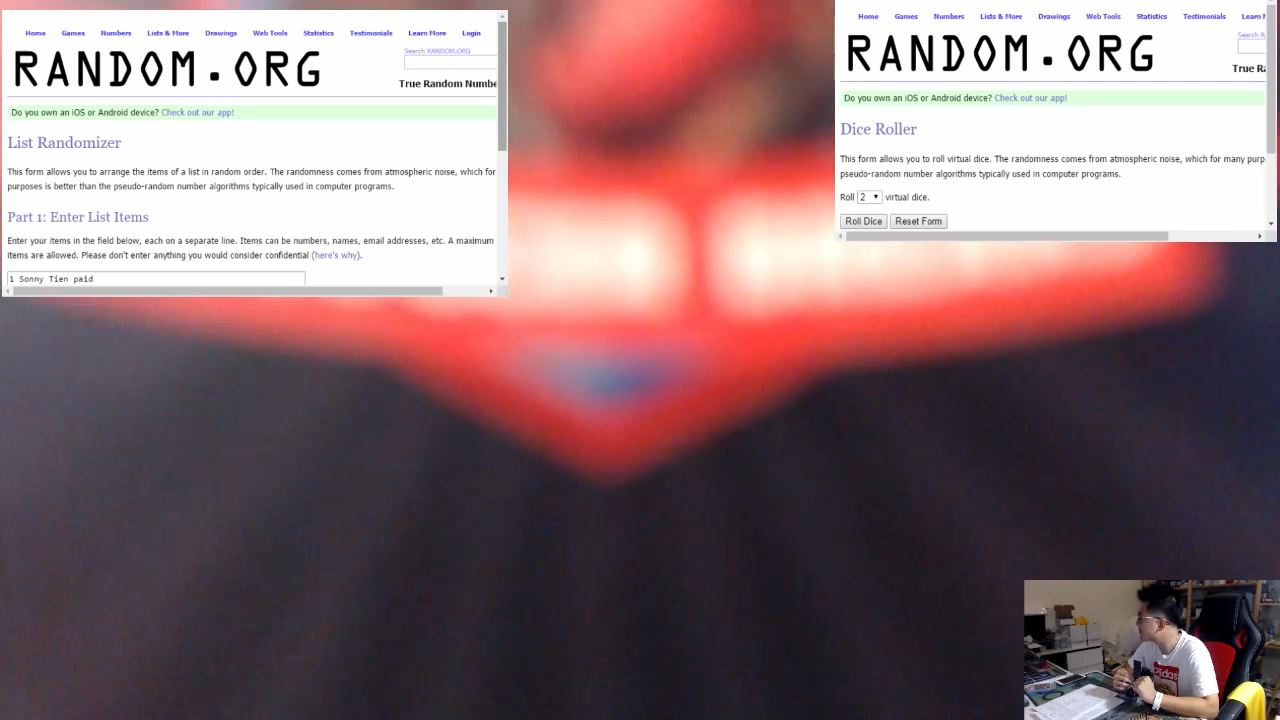 Home Games Numbers Lists & More Drawings Web Tools Statistics Testimonials Learn More Login
Search RANDOM.ORG
RANDOM.ORG
True Random Numbe
Do you own an iOS or Android device? Check out our app!
List Randomizer
This form allows you to arrange the items of a list in random order. The randomness comes from atmospheric noise, which for
purposes is better than the pseudo-random number algorithms typically used in computer programs.
Part 1: Enter List Items
Enter your items in the field below, each on a separate line. Items can be numbers, names, email addresses, etc. A maximum
items are allowed. Please don't enter anything you would consider confidential (here's why).
1 Sonny Tien paid
Home Games Numbers Lists & More Drawings Web Tools Statistics Testimonials Learn
Search R
RANDOM.ORG
True Ra
Do you own an iOS or Android device? Check out our app!
Dice Roller
This form allows you to roll virtual dice. The randomness comes from atmospheric noise, which for many purp
pseudo-random number algorithms typically used in computer programs.
Roll 2 virtual dice.
Roll Dice Reset Form
adidas